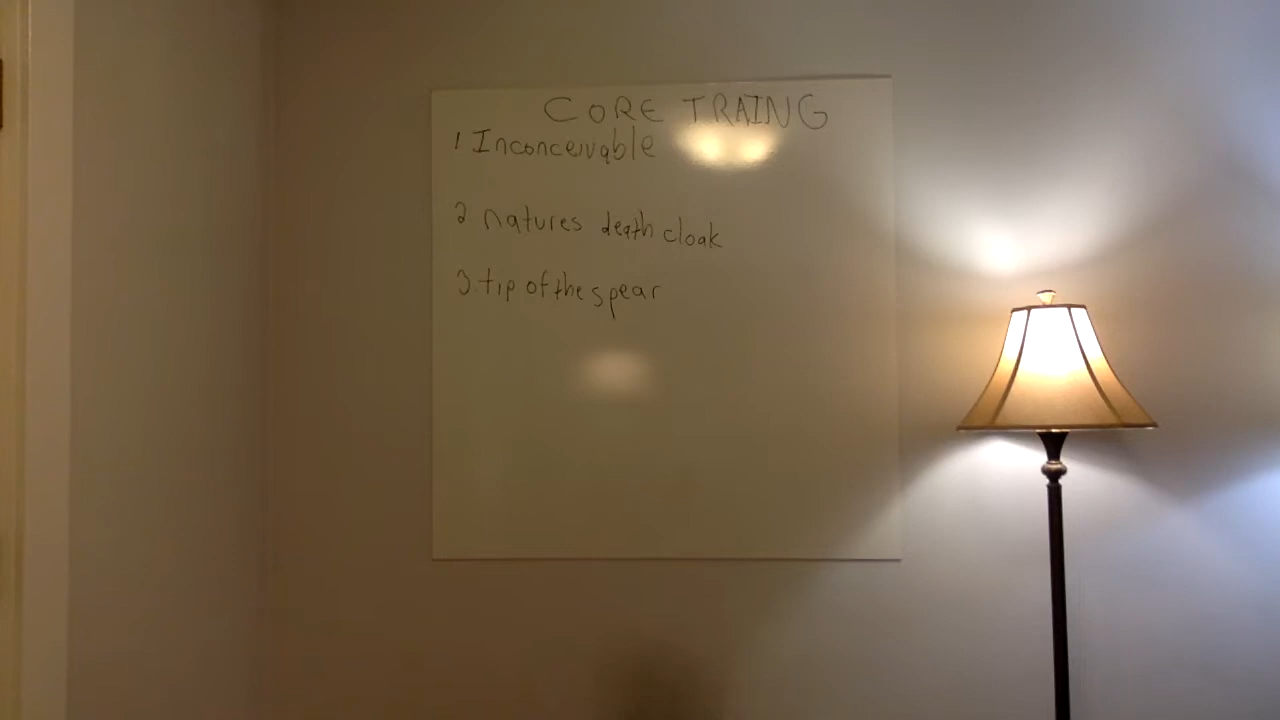 CORE TRAING
1 Inconceivable
2 natures death cloak
3 tip of the spear